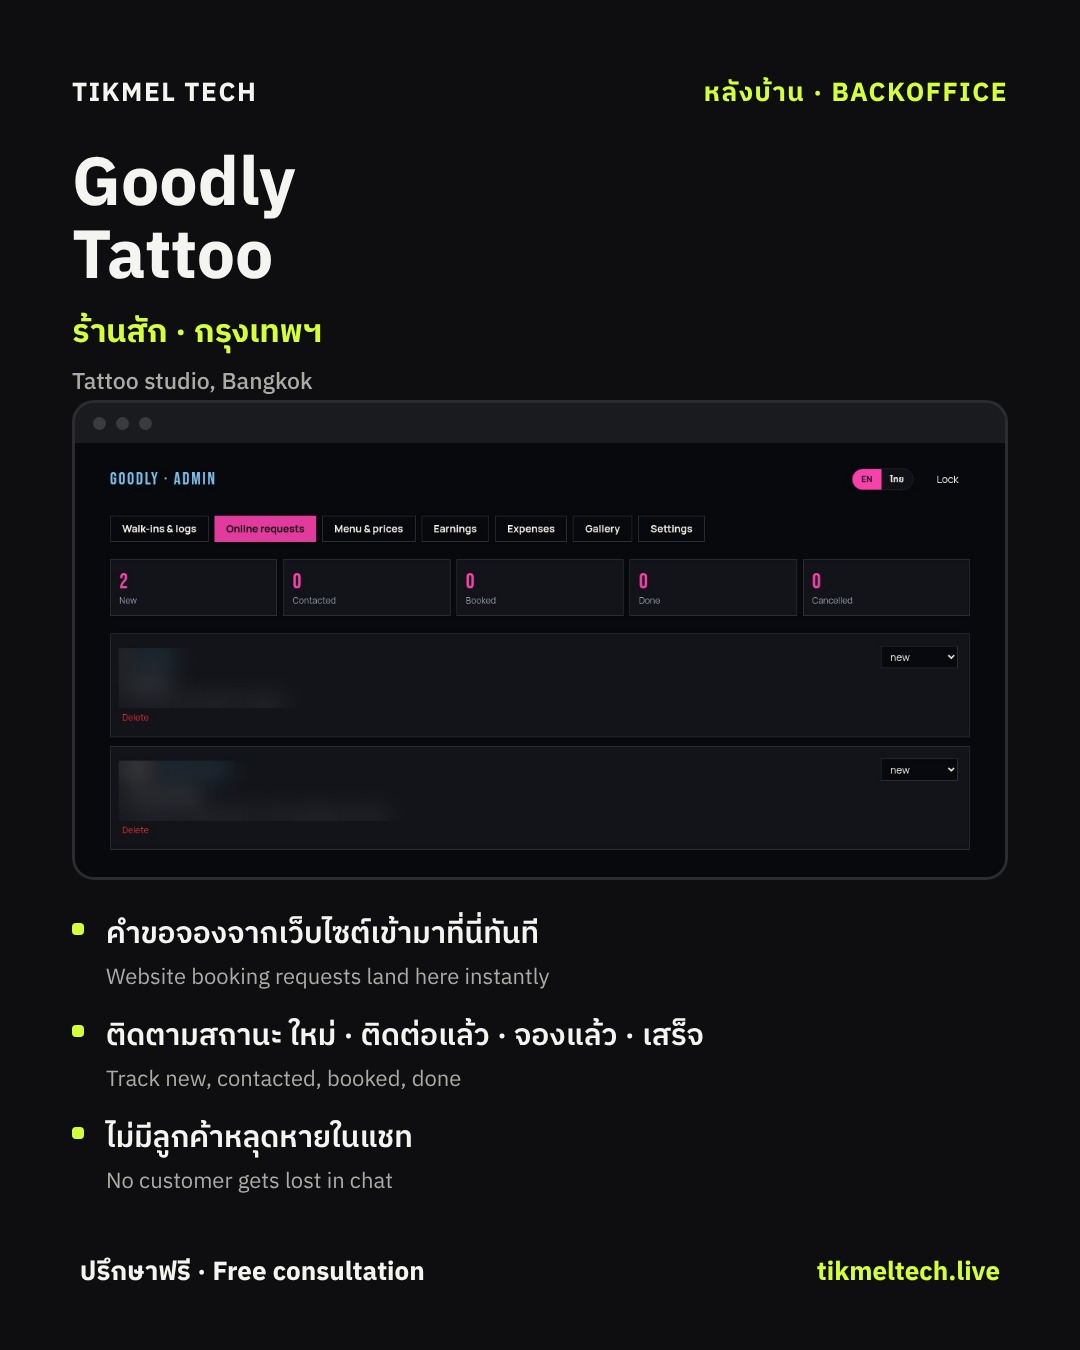 TIKMEL TECH
หลังบ้าน · BACKOFFICE
Goodly
Tattoo
ร้านสัก · กรุงเทพฯ
Tattoo studio, Bangkok
GOODLY · ADMIN
EN ไทย Lock
Walk-ins & logs Online requests Menu & prices Earnings Expenses Gallery Settings
2 0 0 0 0
New Contacted Booked Done Cancelled
new
Delete
new
Delete
คำขอจองจากเว็บไซต์เข้ามาที่นี่ทันที
Website booking requests land here instantly
ติดตามสถานะ ใหม่ · ติดต่อแล้ว · จองแล้ว · เสร็จ
Track new, contacted, booked, done
ไม่มีลูกค้าหลุดหายในแชท
No customer gets lost in chat
ปรึกษาฟรี · Free consultation
tikmeltech.live